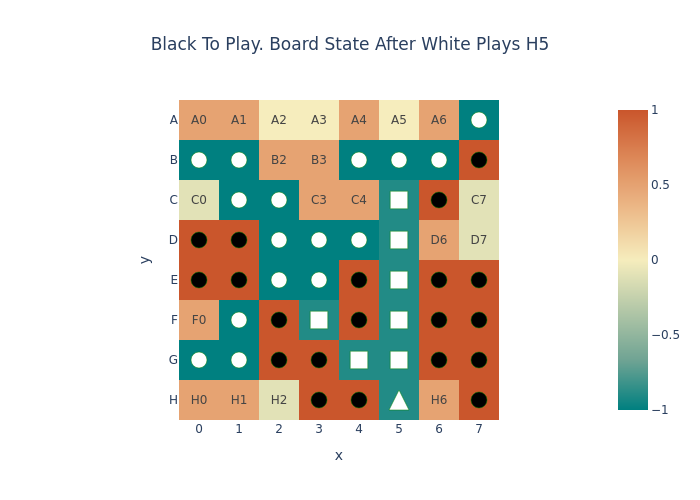 Black To Play. Board State After White Plays H5
A A0 A1 A2 A3 A4 A5 A6 1
B B2 B3
C C0 C3 C4 C7 0.5
D D6 D7
y E 0
F F0 −0.5
G
H H0 H1 H2 H6 −1
0 1 2 3 4 5 6 7
x